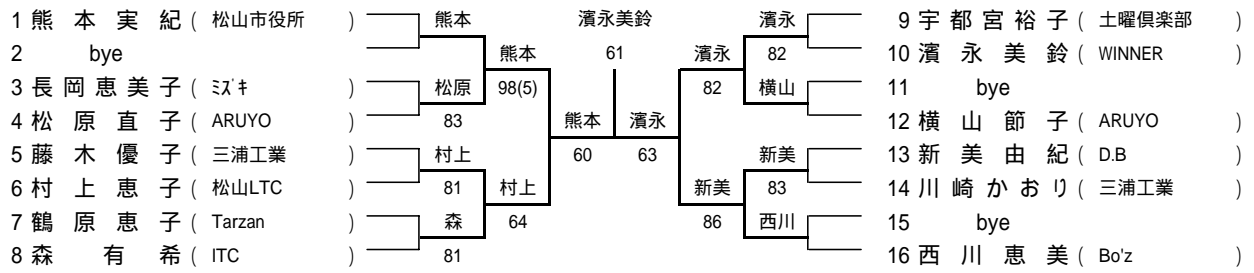 1 熊本実紀 ( 松山市役所 ) 熊本 濱永美鈴 濱永 9 宇都宮裕子 ( 土曜倶楽部 )
2 bye 熊本 61 濱永 82 10 濱永美鈴 ( WINNER )
3 長岡恵美子 ( ミズキ ) 松原 98(5) 82 横山 11 bye
4 松原直子 ( ARUYO ) 83 熊本 濱永 12 横山節子 ( ARUYO )
5 藤木優子 ( 三浦工業 ) 村上 60 63 新美 13 新美由紀 ( D.B )
6 村上恵子 ( 松山LTC ) 81 村上 新美 83 14 川崎かおり ( 三浦工業 )
7 鶴原恵子 ( Tarzan ) 森 64 86 西川 15 bye
8 森有希 ( ITC ) 81 16 西川恵美 ( Bo'z )